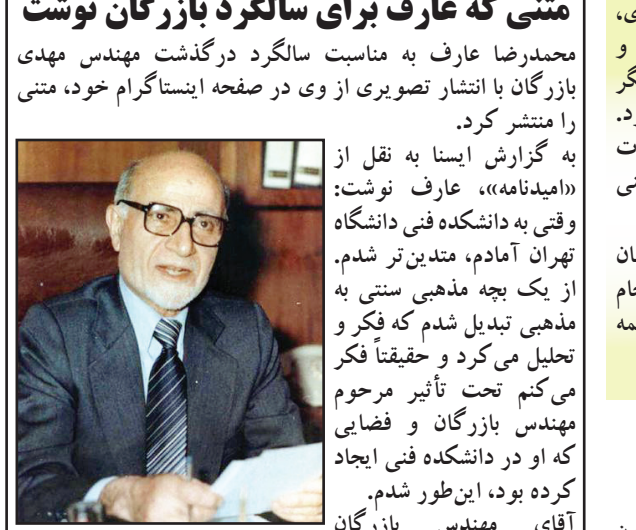 متنی که عارف برای سالگرد بازرگان نوشت
محمدرضا عارف به مناسبت سالگرد درگذشت مهندس مهدی
بازرگان با انتشار تصویری از وی در صفحه اینستاگرام خود، متنی
را منتشر کرد.
به گزارش ایسنا به نقل از
«امیدنامه»، عارف نوشت:
وقتی به دانشکده فنی دانشگاه
تهران آمادم، متدین‌تر شدم.
از یک بچه مذهبی سنتی به
مذهبی تبدیل شدم که فکر و
تحلیل می‌کرد و حقیقتاً فکر
می‌کنم تحت تأثیر مرحوم
مهندس بازرگان و فضایی
که او در دانشکده فنی ایجاد
کرده بود، این‌طور شدم.
آقای مهندس بازرگان
و